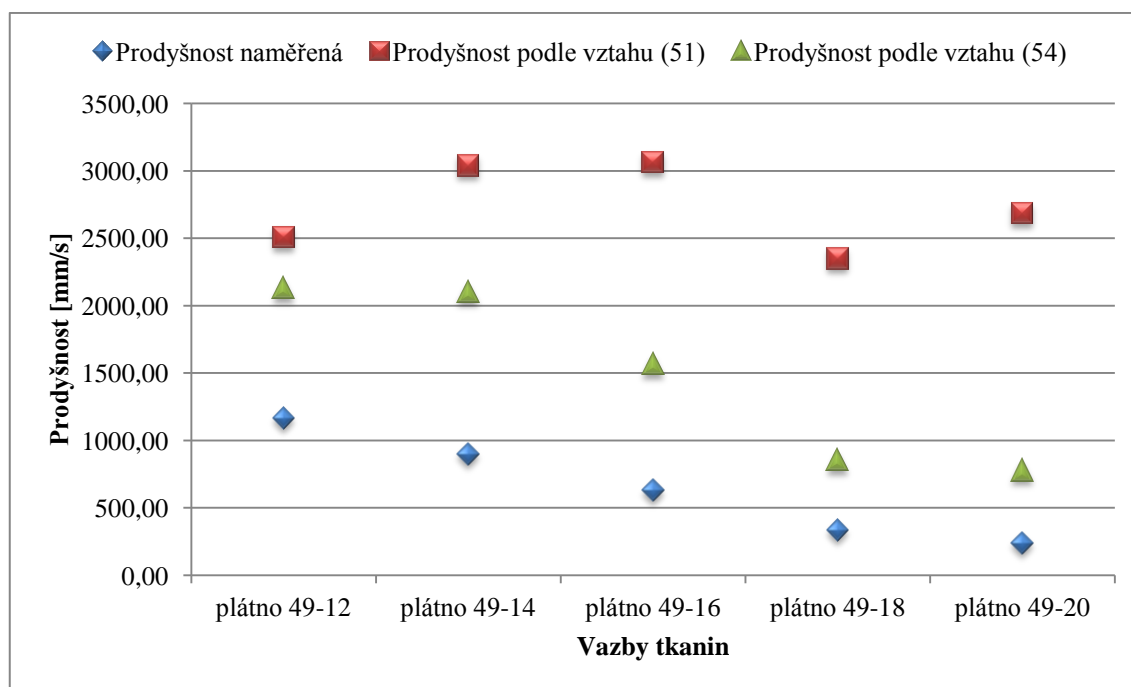 Prodyšnost naměřená Prodyšnost podle vztahu (51) Prodyšnost podle vztahu (54)
3500,00
3000,00
2500,00
2000,00
1500,00
1000,00
500,00
0,00
Prodyšnost [mm/s]
plátno 49-12 plátno 49-14 plátno 49-16 plátno 49-18 plátno 49-20
Vazby tkanin